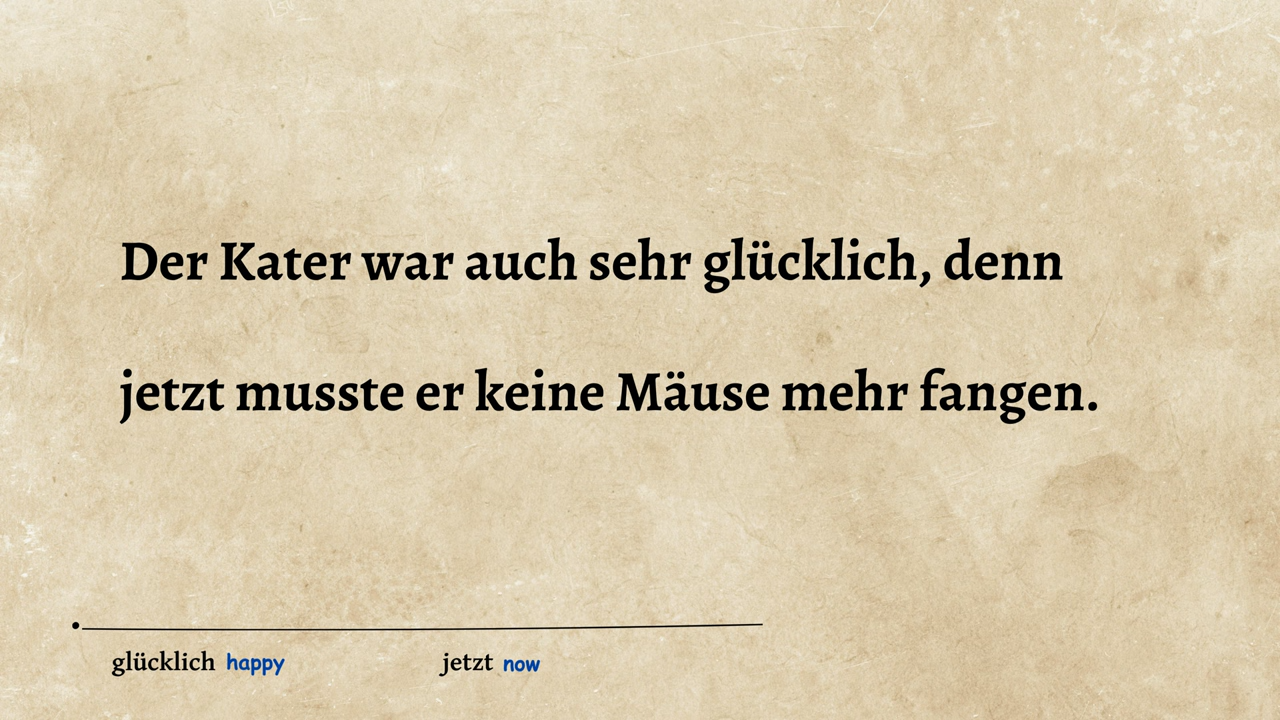 Der Kater war auch sehr glücklich, denn
jetzt musste er keine Mäuse mehr fangen.
glücklich happy jetzt now